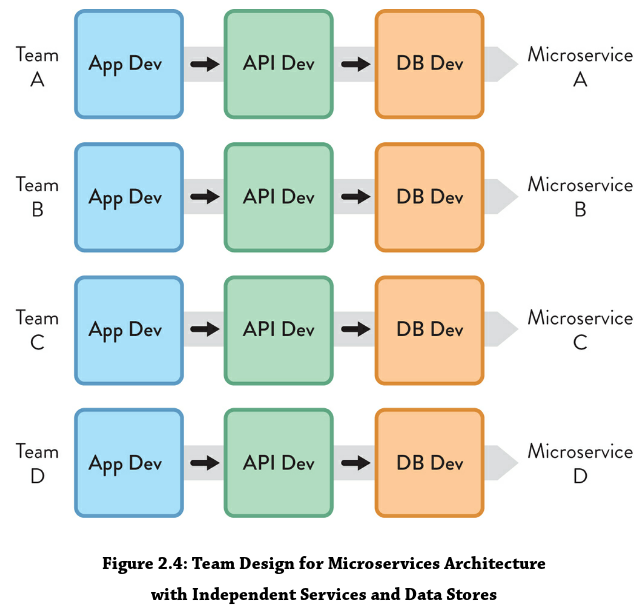 Team
A
App Dev
API Dev
DB Dev
Microservice
A
Team
B
App Dev
API Dev
DB Dev
Microservice
B
Team
C
App Dev
API Dev
DB Dev
Microservice
C
Team
D
App Dev
API Dev
DB Dev
Microservice
D
Figure 2.4: Team Design for Microservices Architecture
with Independent Services and Data Stores